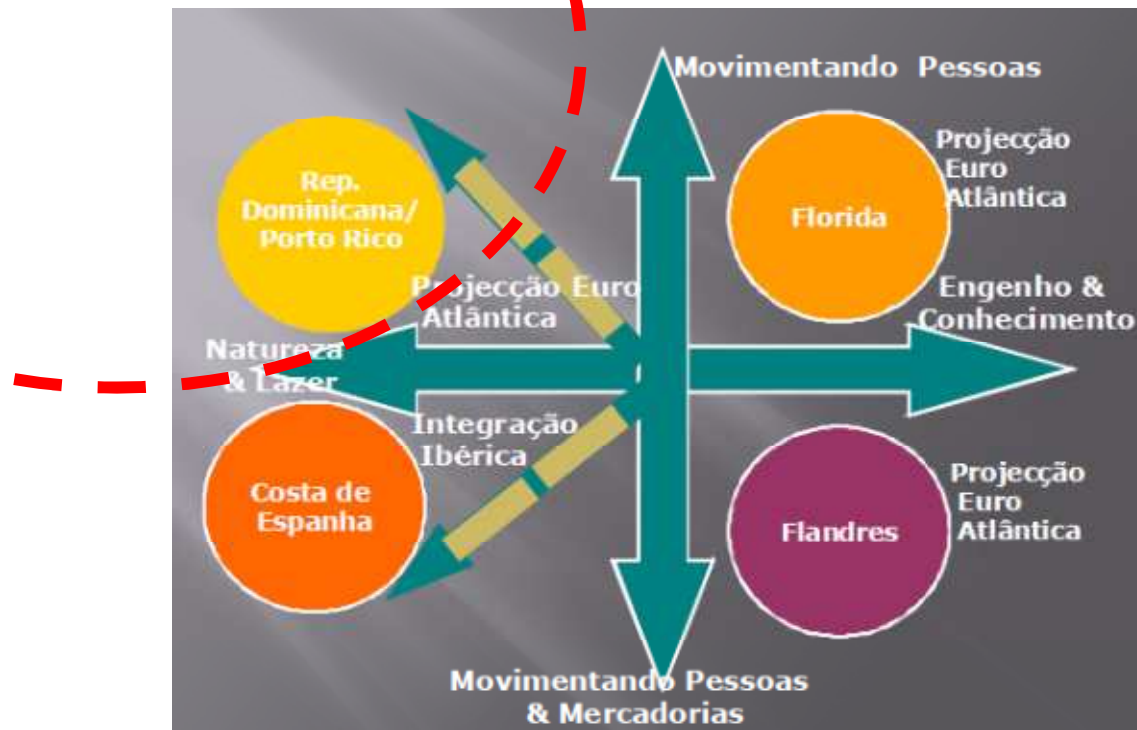 Movimentando Pessoas
Rep.
Dominicana/
Porto Rico
Florida
Projecção
Euro
Atlântica
Projecção Euro
Atlântica
Engenho &
Conhecimento
Natureza
& Lazer
Integração
Ibérica
Costa de
Espanha
Flandres
Projecção
Euro
Atlântica
Movimentando Pessoas
& Mercadorias